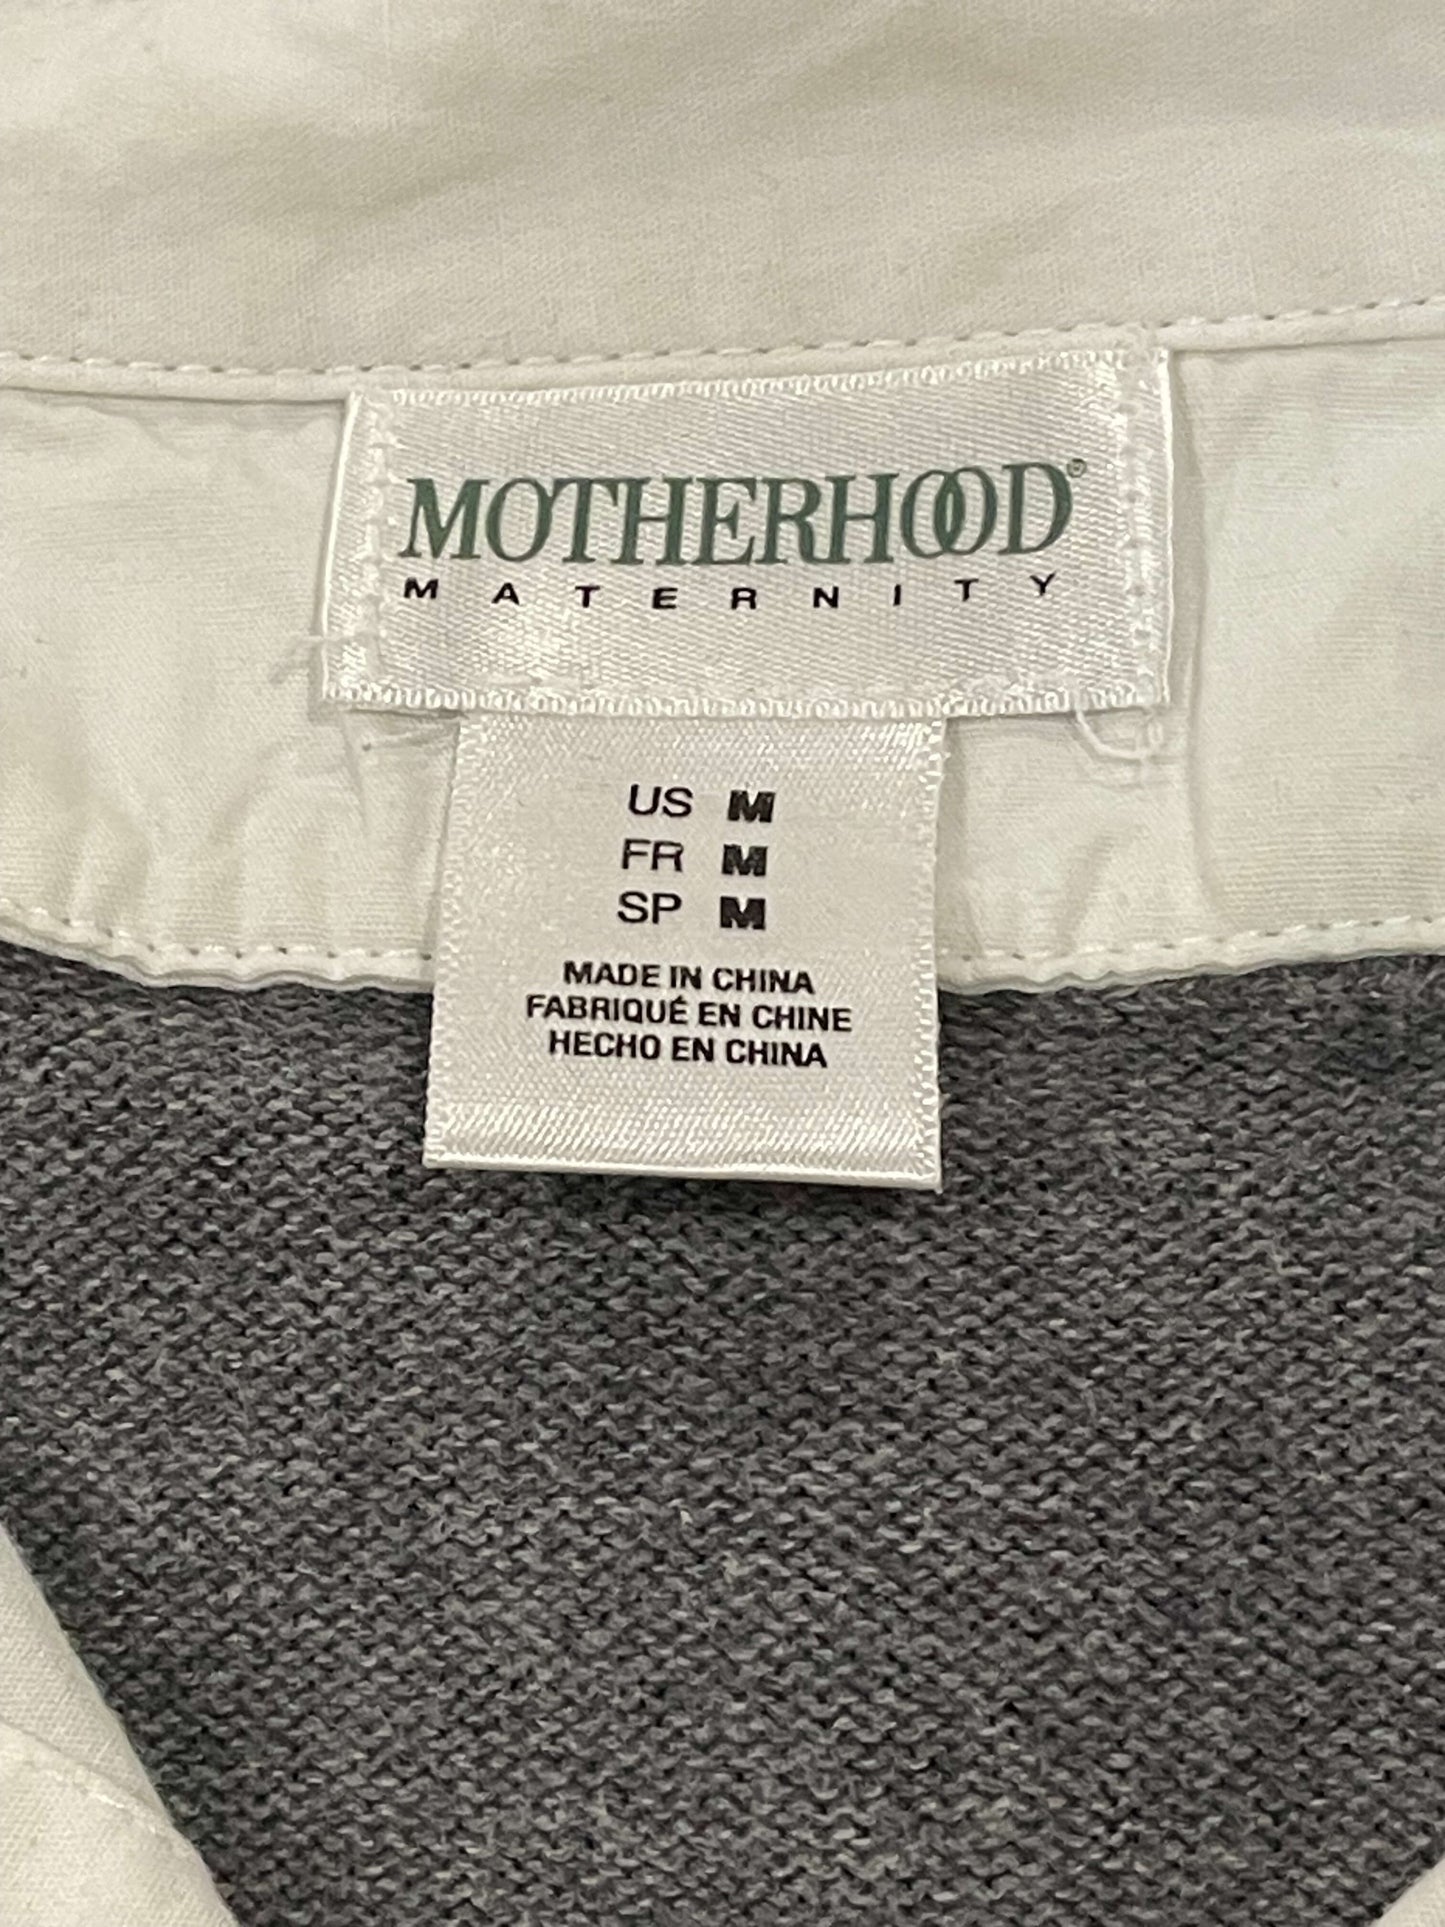 MOTHERHOOD®
MATERNITY
US M
FR M
SP M
MADE IN CHINA
FABRIQUÉ EN CHINE
HECHO EN CHINA